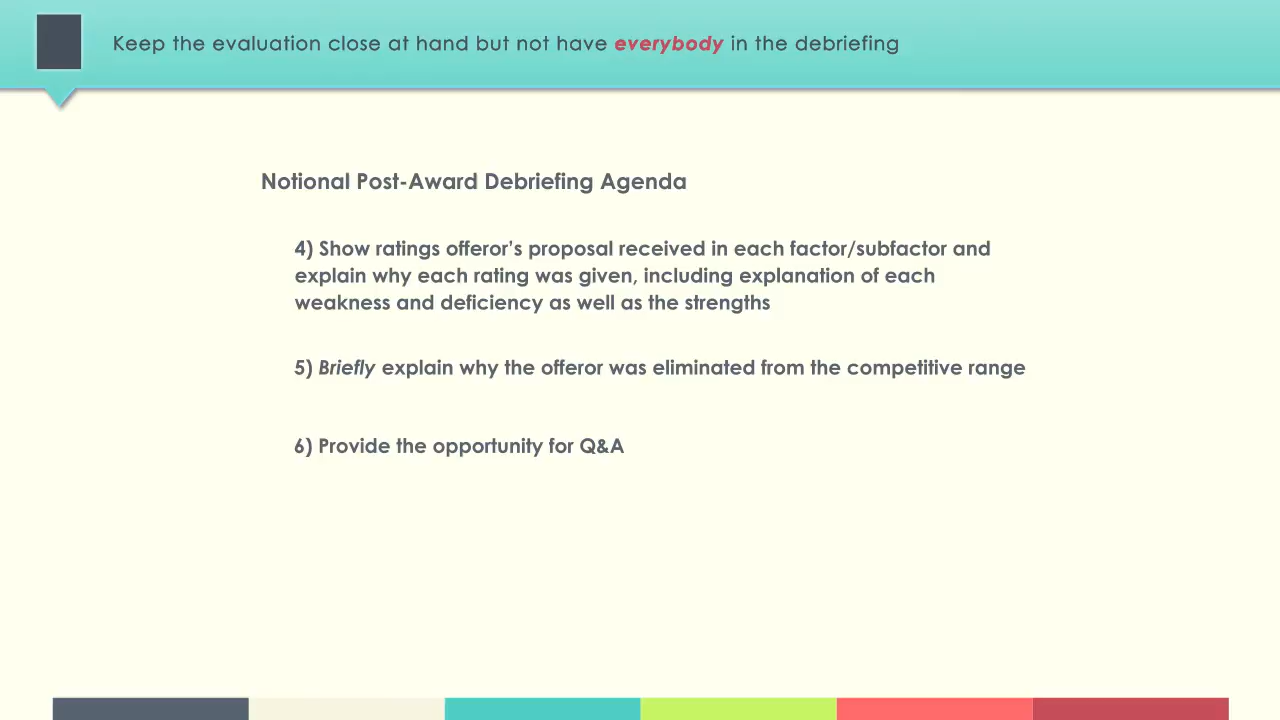 Keep the evaluation close at hand but not have everybody in the debriefing
Notional Post-Award Debriefing Agenda
4) Show ratings offeror’s proposal received in each factor/subfactor and
explain why each rating was given, including explanation of each
weakness and deficiency as well as the strengths
5) Briefly explain why the offeror was eliminated from the competitive range
6) Provide the opportunity for Q&A